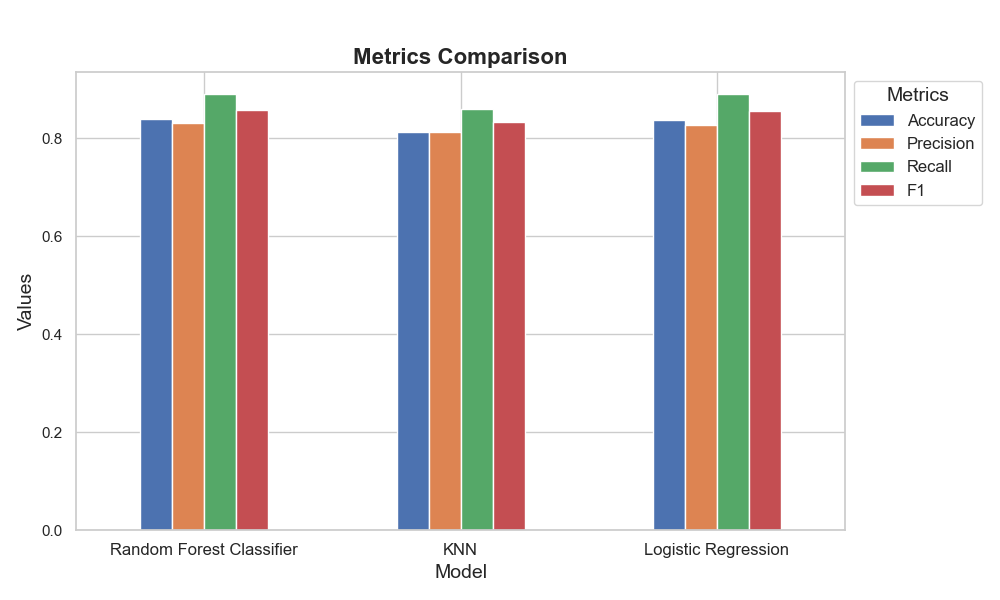 Metrics Comparison
Metrics
Accuracy
Precision
Recall
F1
Values
0.8
0.6
0.4
0.2
0.0
Random Forest Classifier
KNN
Logistic Regression
Model